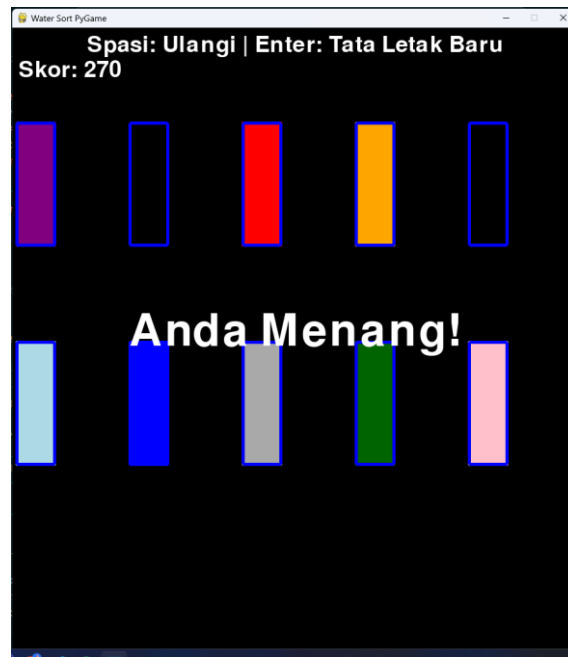 Water Sort PyGame
Spasi: Ulangi | Enter: Tata Letak Baru
Skor: 270
Anda Menang!